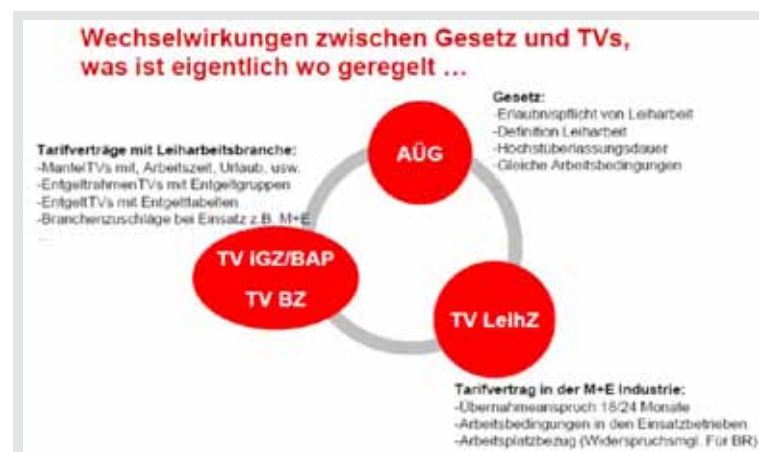 Wechselwirkungen zwischen Gesetz und TVs,
was ist eigentlich wo geregelt ...
Gesetz:
-Erlaubnispflicht von Leiharbeit
-Definition Leiharbeit
-Höchstüberlassungsdauer
-Gleiche Arbeitsbedingungen
AÜG
Tarifverträge mit Leiharbeitsbranche:
-MantelTVs mit, Arbeitszeit, Urlaub, usw.
-EntgeltrahmenTVs mit Entgeltgruppen
-EntgeltTVs mit Entgelttabellen
-Branchenzuschläge bei Einsatz z.B. M+E
...
TV iGZ/BAP
TV BZ
TV LeihZ
Tarifvertrag in der M+E Industrie:
-Übernahmeanspruch 18/24 Monate
-Arbeitsbedingungen in den Einsatzbetrieben
-Arbeitsplatzbezug (Widerspruchsmgl. Für BR)